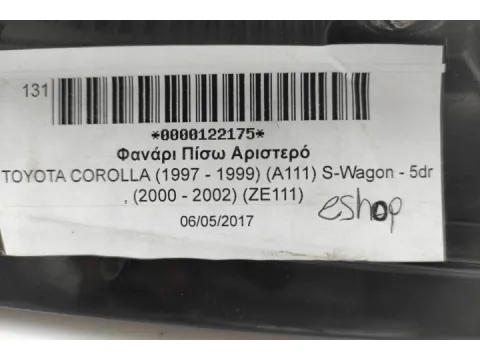 131
*0000122175*
Φανάρι Πίσω Αριστερό
TOYOTA COROLLA (1997 - 1999) (A111) S-Wagon - 5dr
, (2000 - 2002) (ZE111)
eshop
06/05/2017